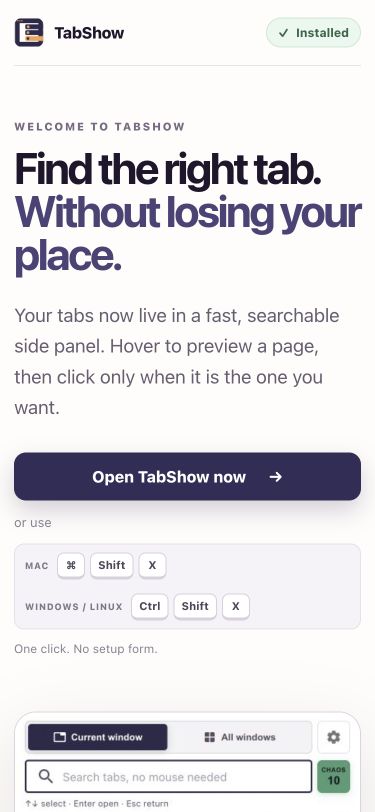 TabShow
Installed
WELCOME TO TABSHOW
Find the right tab.
Without losing your
place.
Your tabs now live in a fast, searchable
side panel. Hover to preview a page,
then click only when it is the one you
want.
Open TabShow now →
or use
MAC ⌘ Shift X
WINDOWS / LINUX Ctrl Shift X
One click. No setup form.
Current window All windows
Search tabs, no mouse needed
CHAOS
10
↑↓ select · Enter open · Esc return